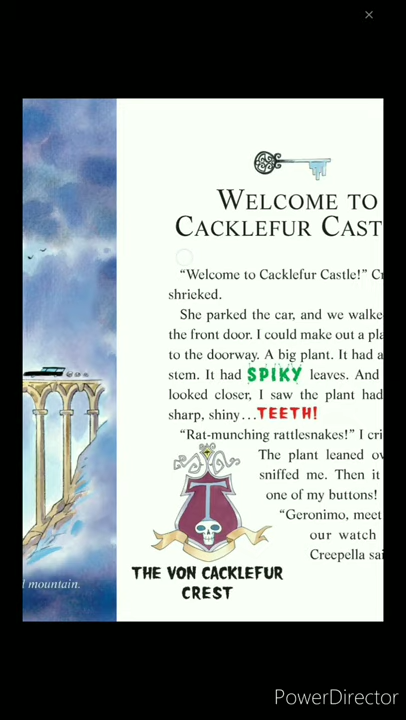 WELCOME TO
CACKLEFUR CAST
"Welcome to Cacklefur Castle!" C
shrieked.
She parked the car, and we walke
the front door. I could make out a pla
to the doorway. A big plant. It had a
stem. It had SPIKY leaves. And
looked closer, I saw the plant had
sharp, shiny...TEETH!
"Rat-munching rattlesnakes!" I cri
The plant leaned ov
sniffed me. Then it
one of my buttons!
"Geronimo, meet
our watch
Creepella sai
THE VON CACKLEFUR
CREST
mountain.
PowerDirector